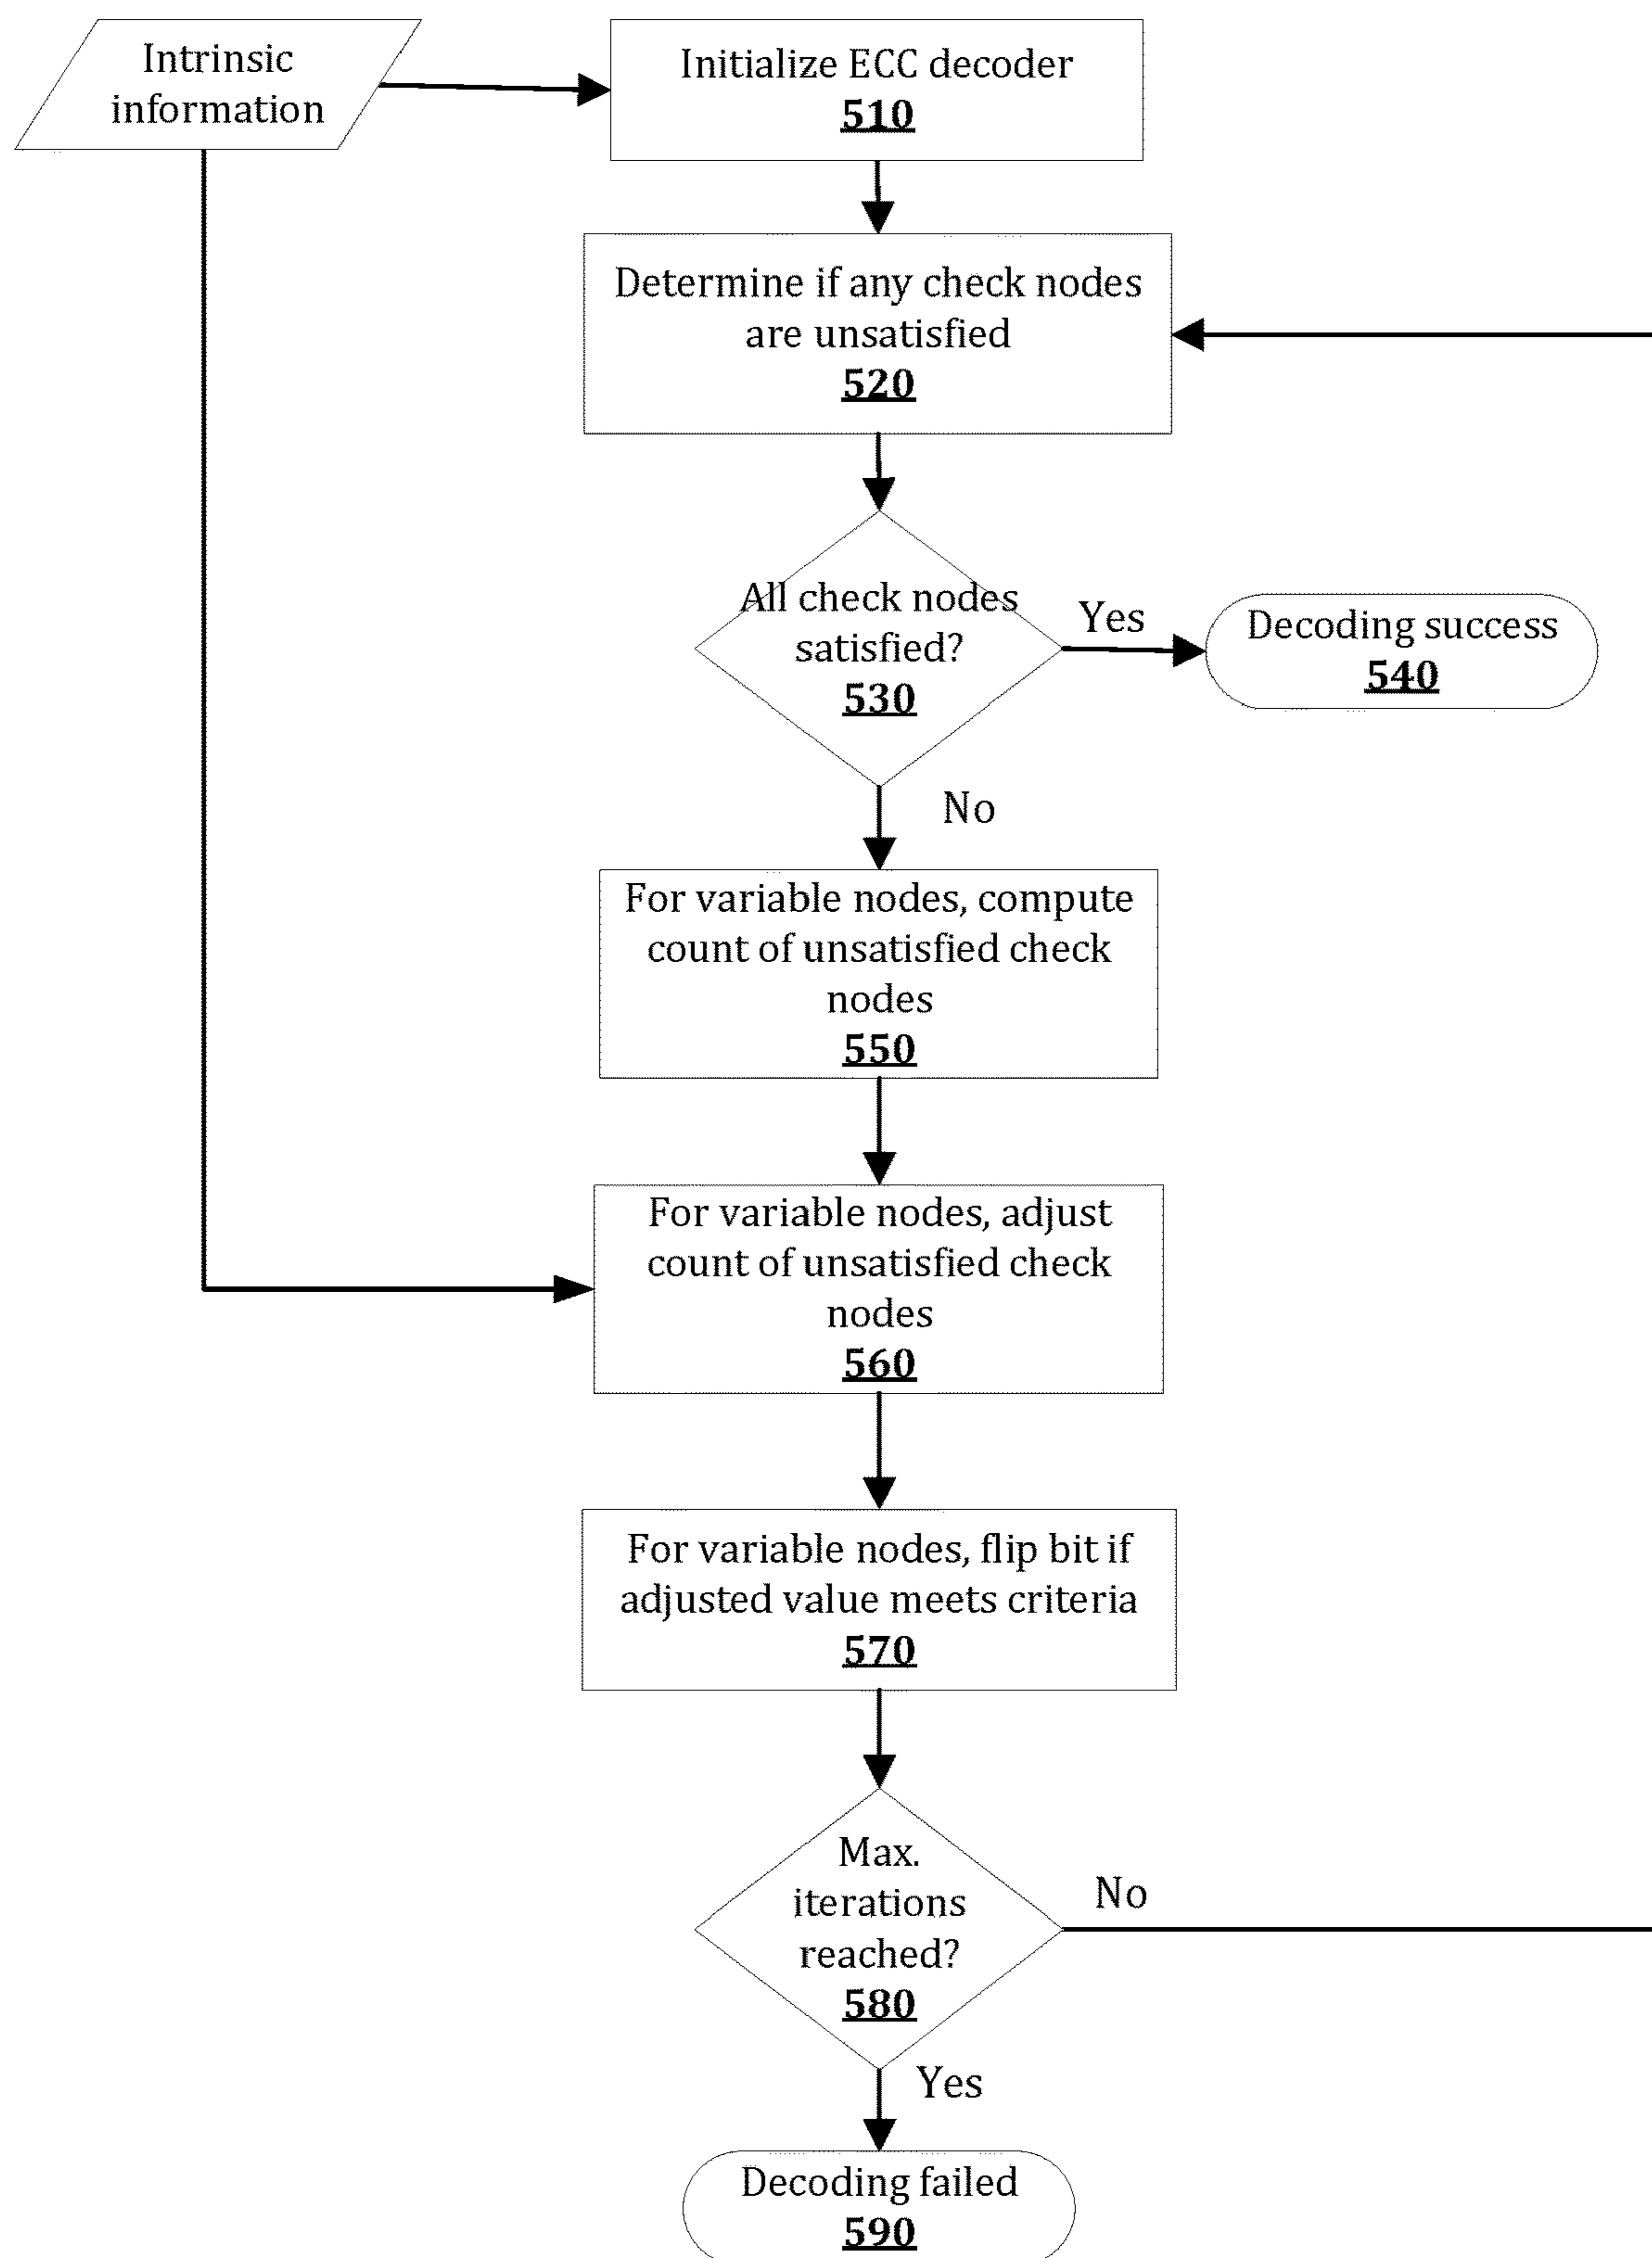 Intrinsic
information
Initialize ECC decoder
510
Determine if any check nodes
are unsatisfied
520
All check nodes
satisfied?
530
Yes
Decoding success
540
No
For variable nodes, compute
count of unsatisfied check
nodes
550
For variable nodes, adjust
count of unsatisfied check
nodes
560
For variable nodes, flip bit if
adjusted value meets criteria
570
Max.
iterations
reached?
580
No
Yes
Decoding failed
590